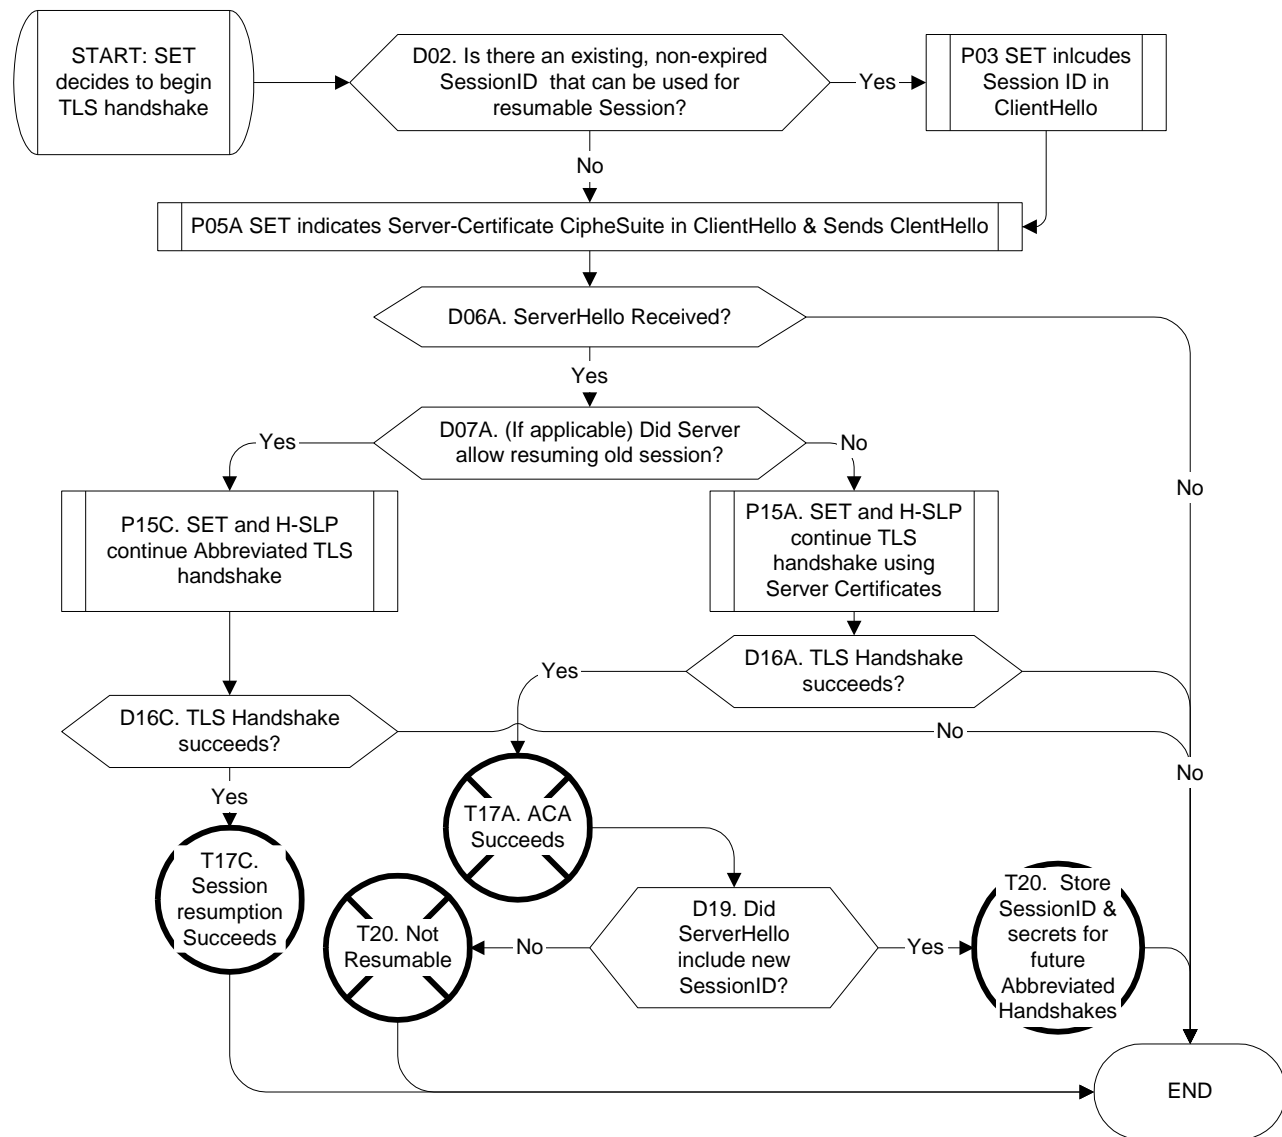 START: SET
decides to begin
TLS handshake
D02. Is there an existing, non-expired
SessionID that can be used for
resumable Session?
Yes
P03 SET inlcudes
Session ID in
ClientHello
No
P05A SET indicates Server-Certificate CipheSuite in ClientHello & Sends ClentHello
D06A. ServerHello Received?
Yes
D07A. (If applicable) Did Server
allow resuming old session?
Yes
No
No
P15C. SET and H-SLP
continue Abbreviated TLS
handshake
P15A. SET and H-SLP
continue TLS
handshake using
Server Certificates
D16A. TLS Handshake
succeeds?
Yes
D16C. TLS Handshake
succeeds?
No
No
Yes
T17A. ACA
Succeeds
T17C.
Session
resumption
Succeeds
T20. Not
Resumable
No
D19. Did
ServerHello
include new
SessionID?
Yes
T20. Store
SessionID &
secrets for
future
Abbreviated
Handshakes
END